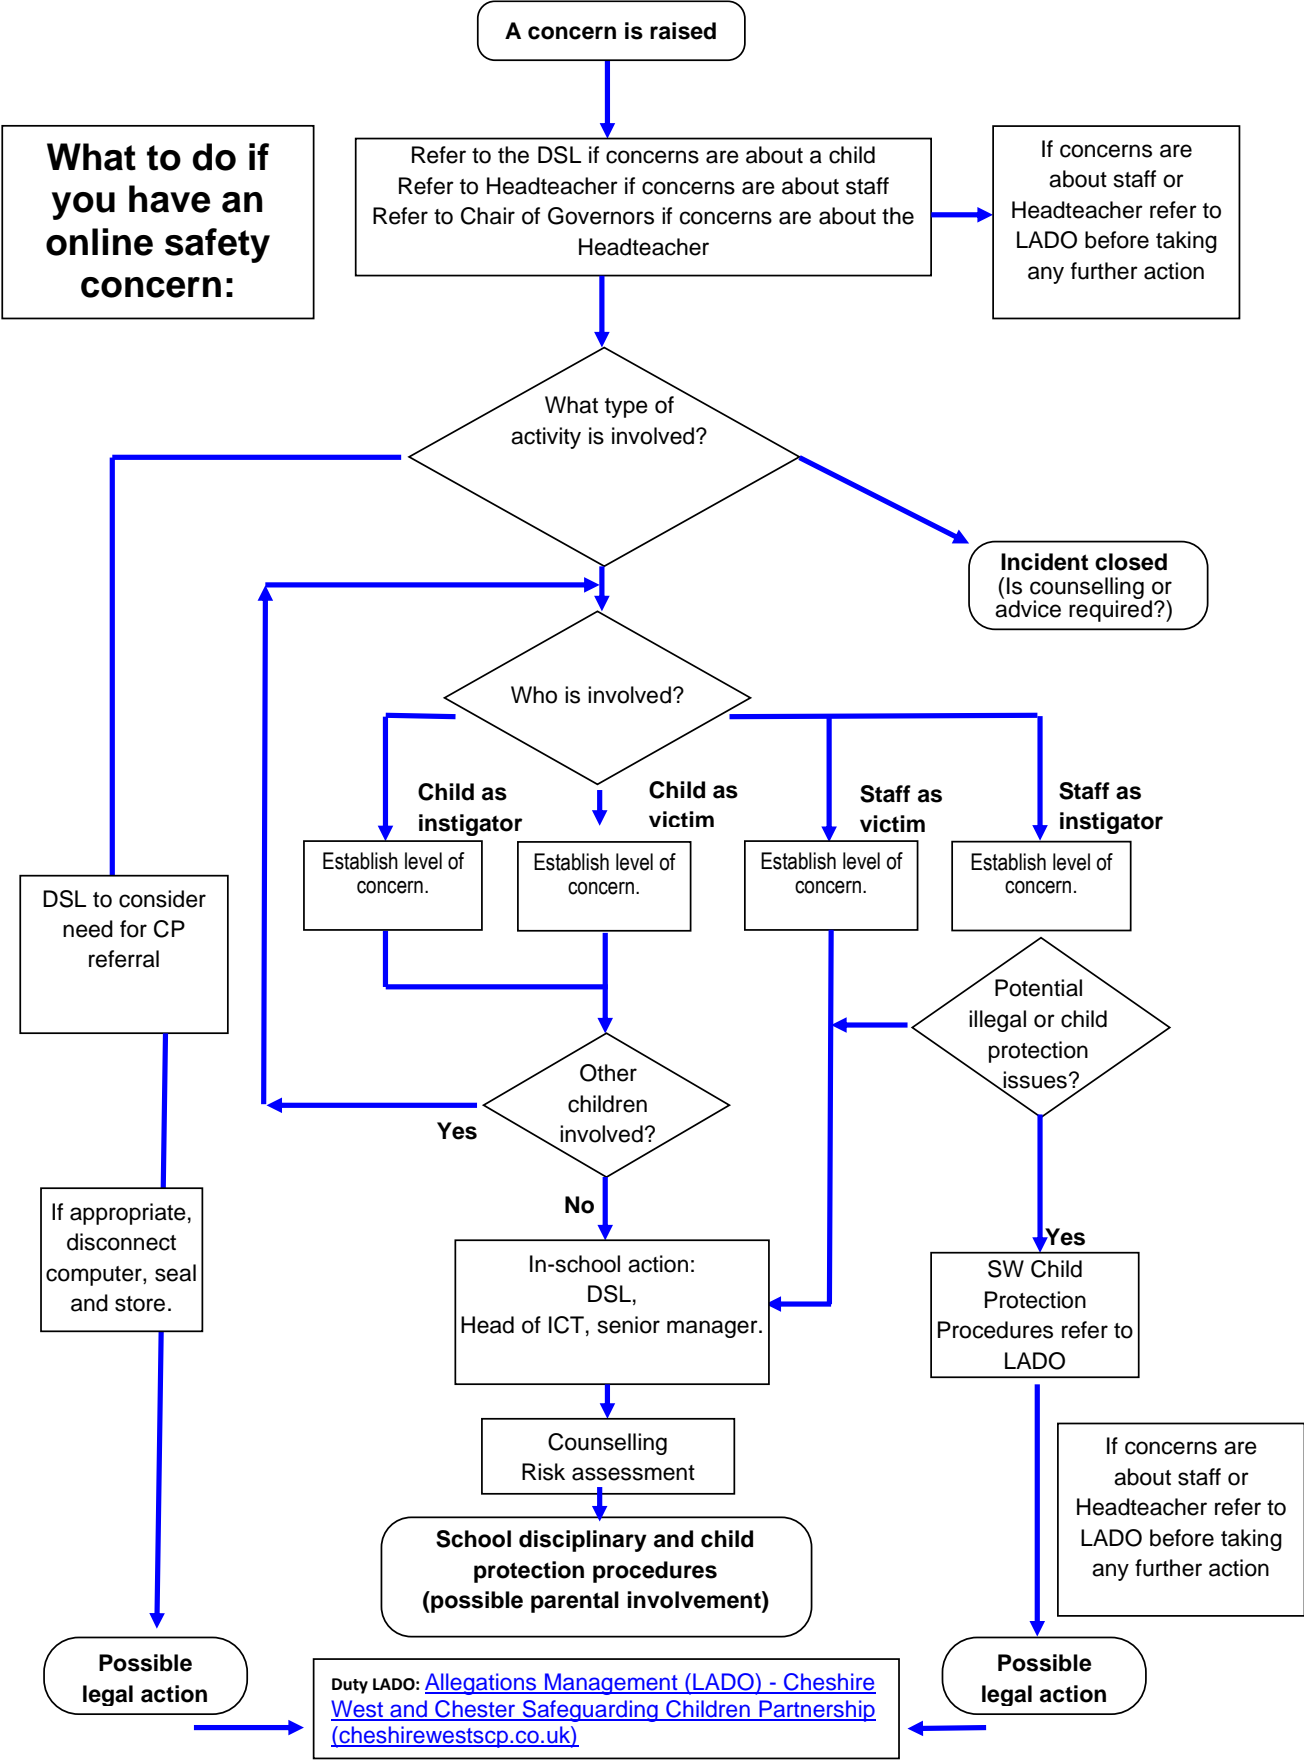 A concern is raised
What to do if
you have an
online safety
concern:
Refer to the DSL if concerns are about a child
Refer to Headteacher if concerns are about staff
Refer to Chair of Governors if concerns are about the
Headteacher
If concerns are
about staff or
Headteacher refer to
LADO before taking
any further action
What type of
activity is involved?
Incident closed
(Is counselling or
advice required?)
Who is involved?
Child as
instigator
Child as
victim
Staff as
victim
Staff as
instigator
Establish level of
concern.
Establish level of
concern.
Establish level of
concern.
Establish level of
concern.
DSL to consider
need for CP
referral
Potential
illegal or child
protection
issues?
Other
children
involved?
Yes
No
If appropriate,
disconnect
computer, seal
and store.
In-school action:
DSL,
Head of ICT, senior manager.
Yes
SW Child
Protection
Procedures refer to
LADO
Counselling
Risk assessment
If concerns are
about staff or
Headteacher refer to
LADO before taking
any further action
School disciplinary and child
protection procedures
(possible parental involvement)
Possible
legal action
Duty LADO: Allegations Management (LADO) - Cheshire
West and Chester Safeguarding Children Partnership
(cheshirewestscp.co.uk)
Possible
legal action